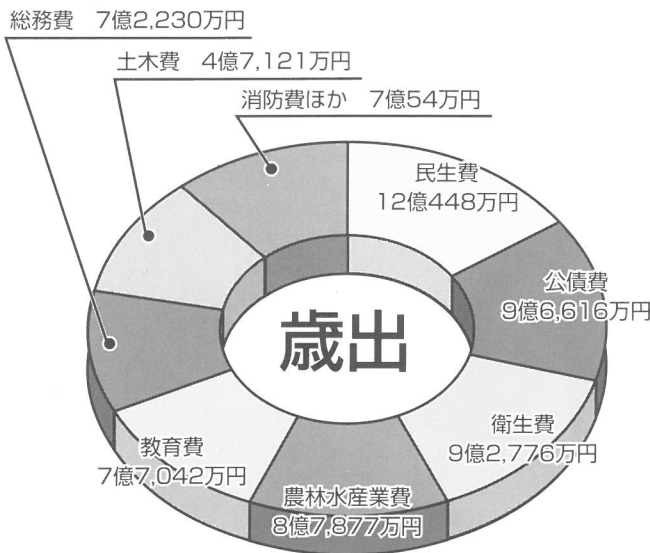 総務費 7億2,230万円
土木費 4億7,121万円
消防費ほか 7億54万円
民生費
12億448万円
公債費
9億6,616万円
歳出
衛生費
9億2,776万円
教育費
7億7,042万円
農林水産業費
8億7,877万円